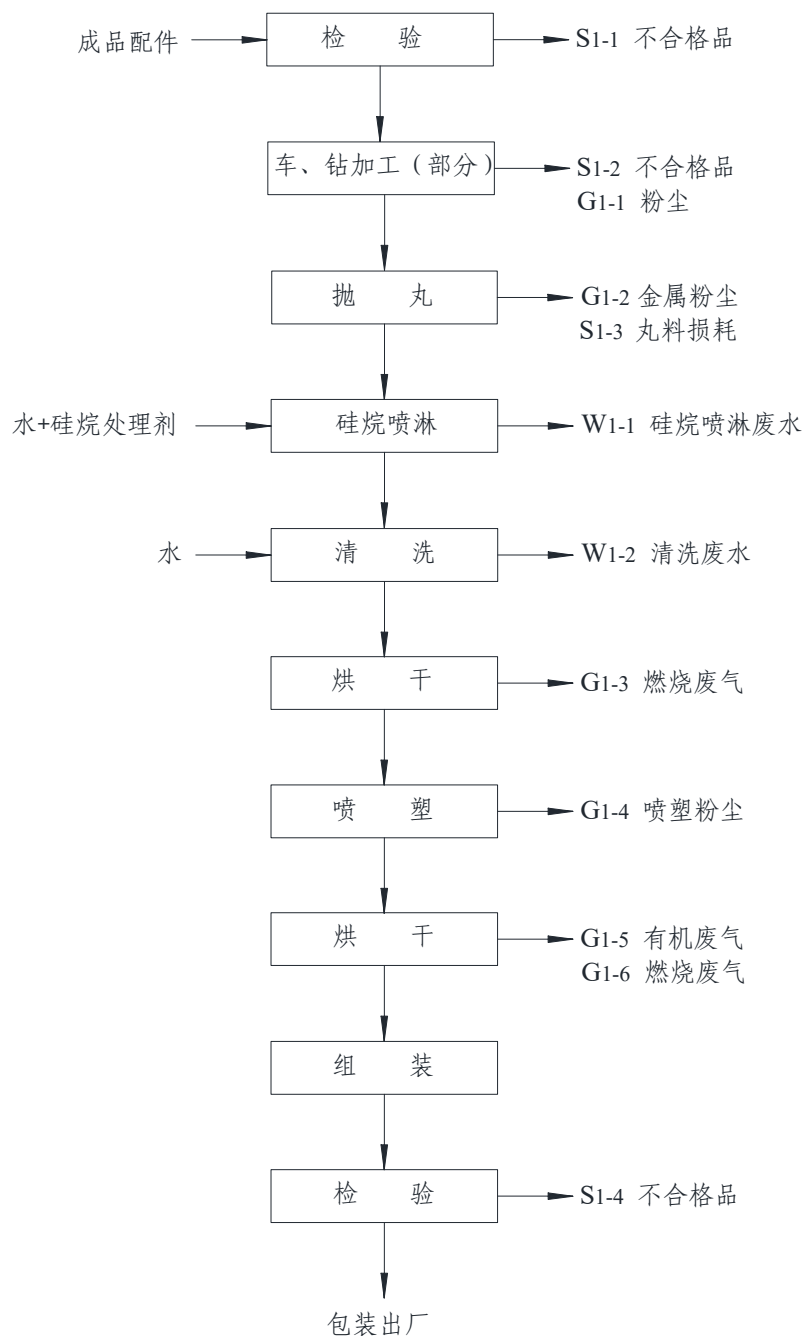 成品配件
检 验
S1-1 不合格品
车、钻加工（部分）
S1-2 不合格品
G1-1 粉尘
抛 丸
G1-2 金属粉尘
S1-3 丸料损耗
水+硅烷处理剂
硅烷喷淋
W1-1 硅烷喷淋废水
水
清 洗
W1-2 清洗废水
烘 干
G1-3 燃烧废气
喷 塑
G1-4 喷塑粉尘
烘 干
G1-5 有机废气
G1-6 燃烧废气
组 装
检 验
S1-4 不合格品
包装出厂